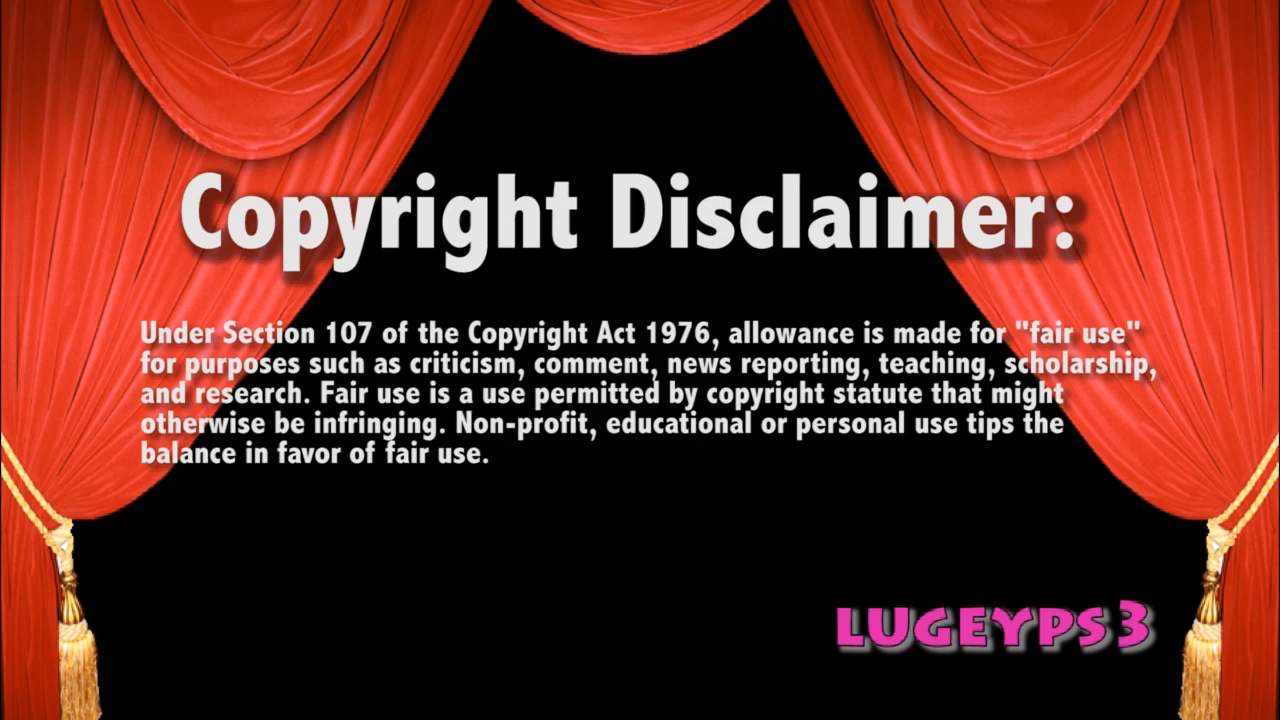 Copyright Disclaimer:
Under Section 107 of the Copyright Act 1976, allowance is made for "fair use"
for purposes such as criticism, comment, news reporting, teaching, scholarship,
and research. Fair use is a use permitted by copyright statute that might
otherwise be infringing. Non-profit, educational or personal use tips the
balance in favor of fair use.
LUGEYPS3